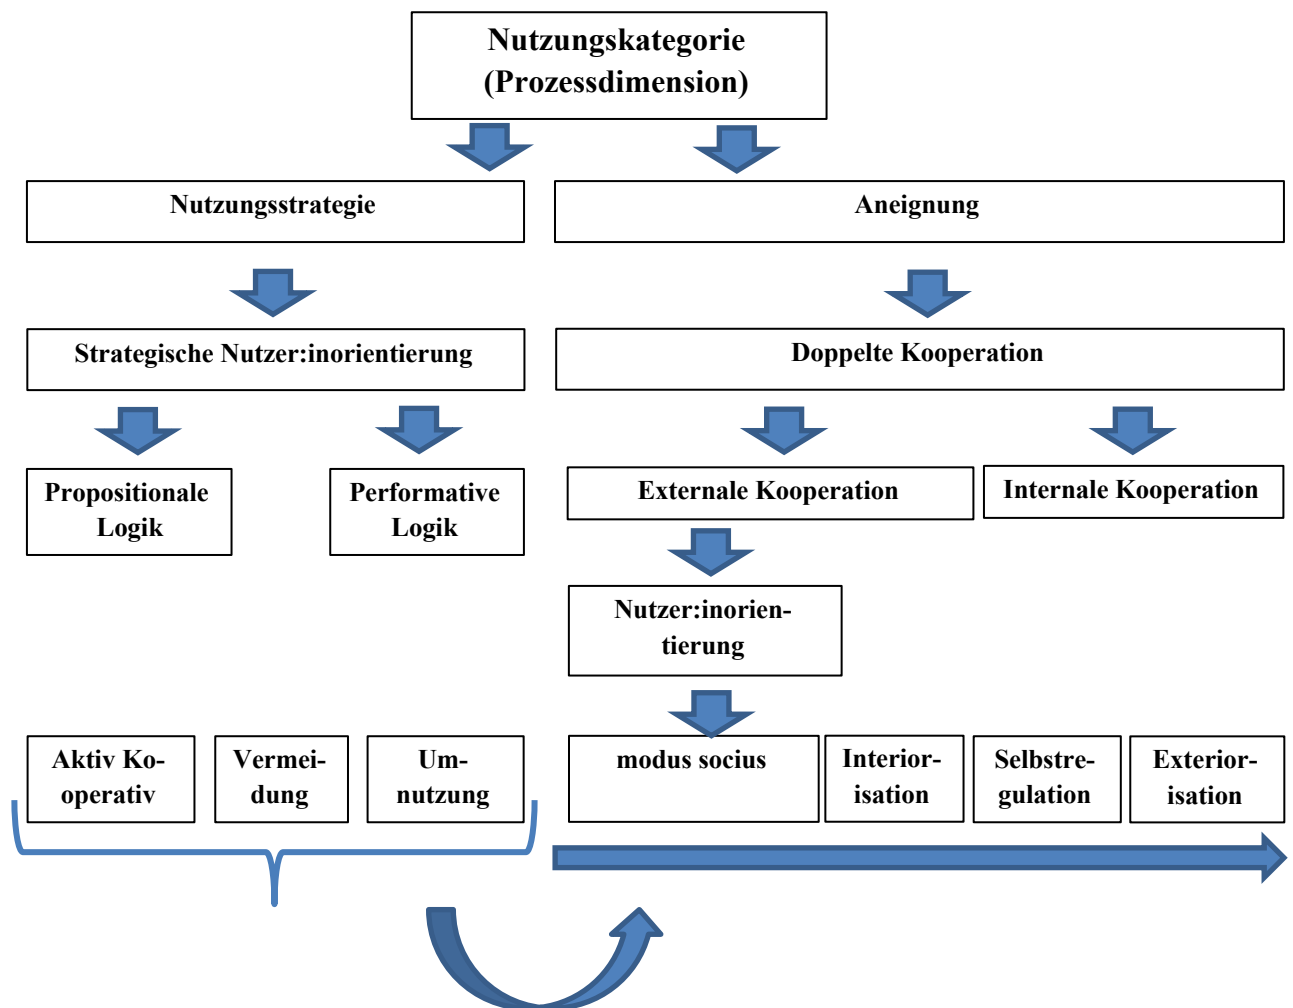 Nutzungskategorie
(Prozessdimension)
Nutzungsstrategie
Aneignung
Strategische Nutzer:inorientierung
Doppelte Kooperation
Propositionale
Logik
Performative
Logik
Externale Kooperation
Internale Kooperation
Nutzer:inorien-
tierung
Aktiv Ko-
operativ
Vermei-
dung
Um-
nutzung
modus socius
Interior-
isation
Selbstre-
gulation
Exterior-
isation